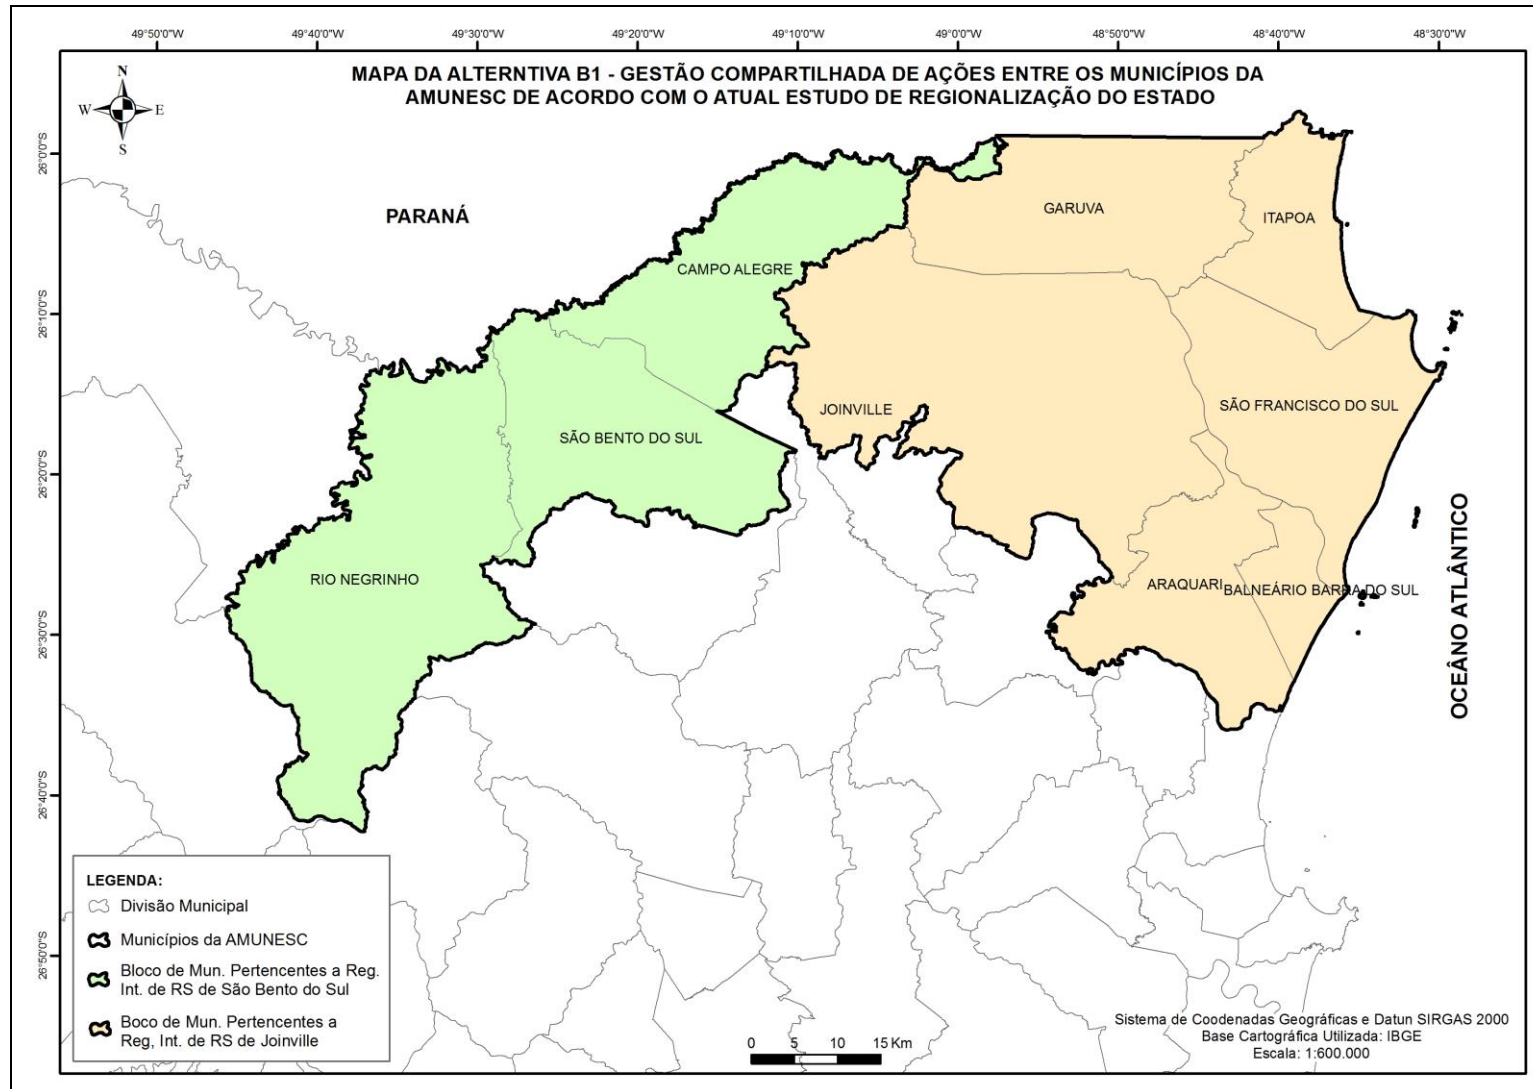 49°50'0"W 49°40'0"W 49°30'0"W 49°20'0"W 49°10'0"W 49°0'0"W 48°50'0"W 48°40'0"W 48°30'0"W
MAPA DA ALTERNTIVA B1 - GESTÃO COMPARTILHADA DE AÇÕES ENTRE OS MUNICÍPIOS DA
AMUNESC DE ACORDO COM O ATUAL ESTUDO DE REGIONALIZAÇÃO DO ESTADO
N
W E
S
26°0'0"S
26°10'0"S
26°20'0"S
26°30'0"S
26°40'0"S
26°50'0"S
PARANÁ
GARUVA
ITAPOA
CAMPO ALEGRE
JOINVILLE
SÃO FRANCISCO DO SUL
SÃO BENTO DO SUL
RIO NEGRINHO
ARAQUARI
BALNEÁRIO BARRA DO SUL
OCEÂNO ATLÂNTICO
LEGENDA:
Divisão Municipal
Municípios da AMUNESC
Bloco de Mun. Pertencentes a Reg.
Int. de RS de São Bento do Sul
Boco de Mun. Pertencentes a
Reg, Int. de RS de Joinville
0 5 10 15 Km
Sistema de Coodenadas Geográficas e Datun SIRGAS 2000
Base Cartográfica Utilizada: IBGE
Escala: 1:600.000